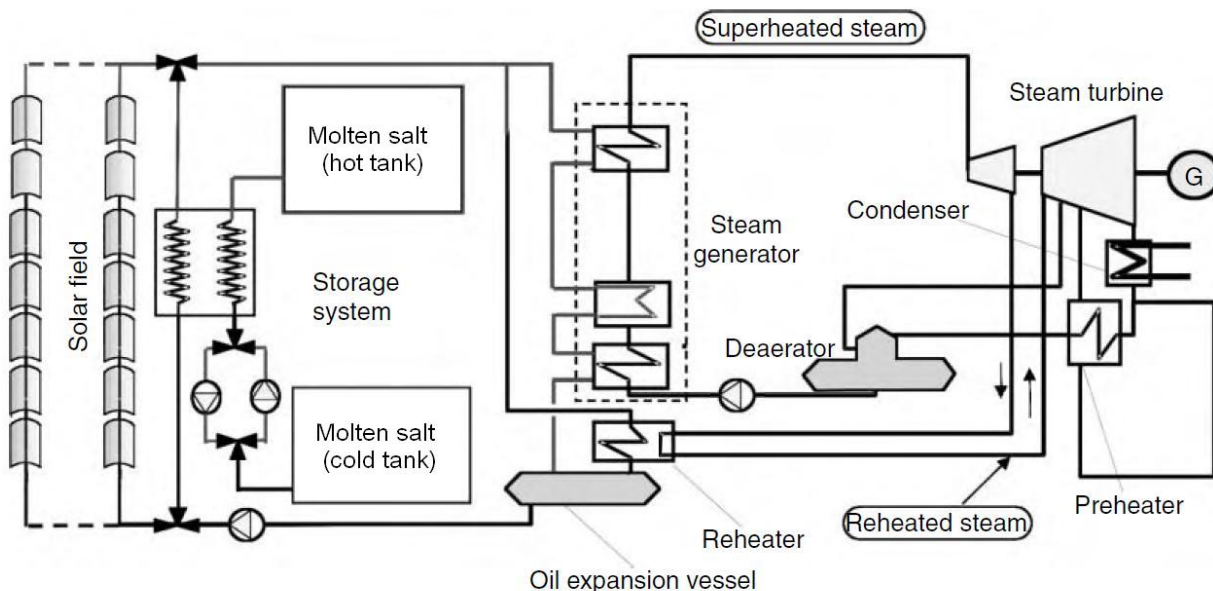 Superheated steam
Steam turbine
Molten salt
(hot tank)
G
Condenser
Steam
generator
Solar field
Storage
system
Deaerator
Molten salt
(cold tank)
Preheater
Reheated steam
Reheater
Oil expansion vessel